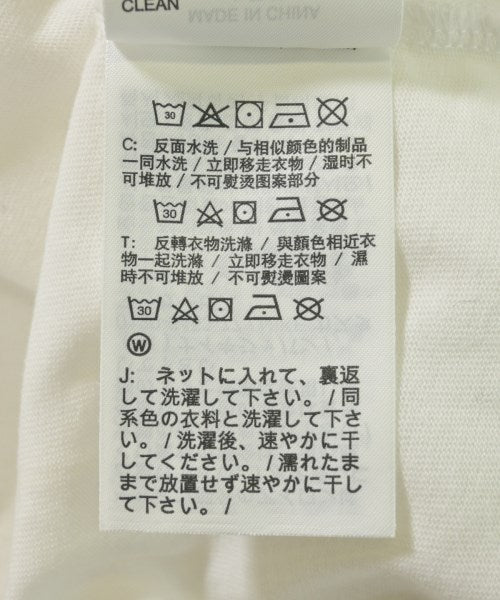 CLEAN
MADE IN CHINA
30
C: 反面水洗 / 与相似颜色的制品
一同水洗 / 立即移走衣物 / 湿时不
可堆放 / 不可熨烫图案部分
30
T: 反轉衣物洗滌 / 與顏色相近衣
物一起洗滌 / 立即移走衣物 / 濕
時不可堆放 / 不可熨燙圖案
30
W
J: ネットに入れて、裏返
して洗濯して下さい。/ 同
系色の衣料と洗濯して下さ
い。/ 洗濯後、速やかに干
してください。/ 濡れたま
まで放置せず速やかに干し
て下さい。/